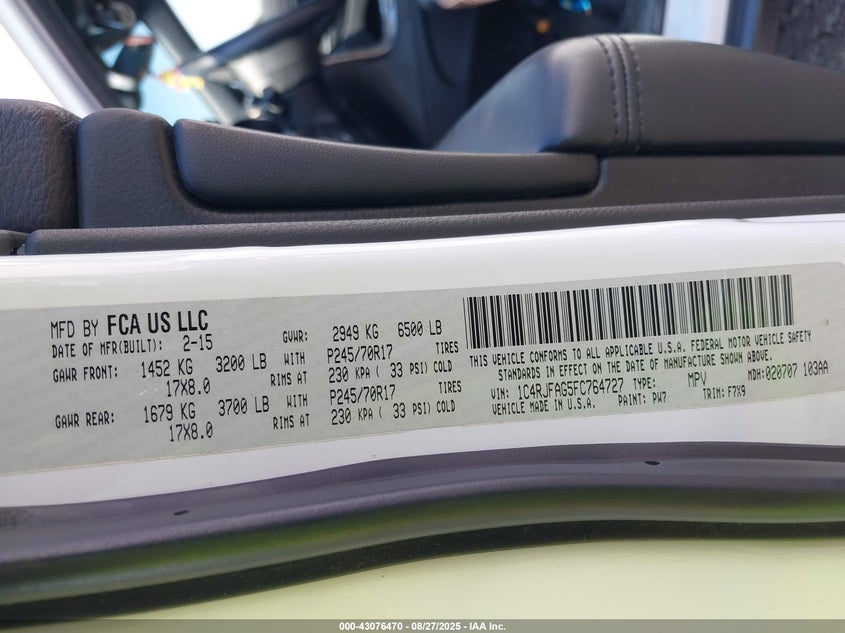 MFD BY FCA US LLC
DATE OF MFR(BUILT): 2-15
GVWR: 2949 KG 6500 LB
GAWR FRONT: 1452 KG 3200 LB WITH P245/70R17 TIRES
17X8.0 RIMS AT 230 KPA ( 33 PSI) COLD
GAWR REAR: 1679 KG 3700 LB WITH P245/70R17 TIRES
17X8.0 RIMS AT 230 KPA ( 33 PSI) COLD
THIS VEHICLE CONFORMS TO ALL APPLICABLE U.S.A. FEDERAL MOTOR VEHICLE SAFETY
STANDARDS IN EFFECT ON THE DATE OF MANUFACTURE SHOWN ABOVE.
VIN: 1C4RJFAG5FC764727 TYPE: MPV MDH: 020707 103AA
VEHICLE MADE IN U.S.A. PAINT: PW7 TRIM: F7X9
000-43076470 - 08/27/2025 - IAA Inc.